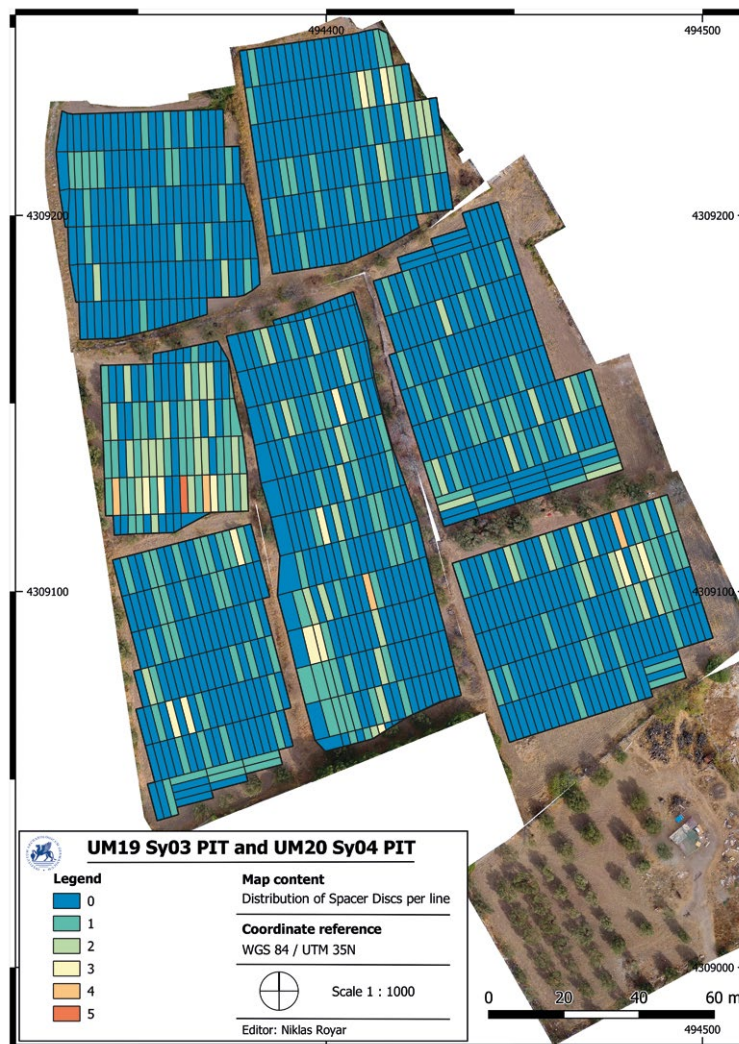 494400
494500
4309200
4309200
4309100
4309100
UM19 Sy03 PIT and UM20 Sy04 PIT
Legend
0
1
2
3
4
5
Map content
Distribution of Spacer Discs per line
Coordinate reference
WGS 84 / UTM 35N
Scale 1 : 1000
Editor: Niklas Royar
4309000
0 20 40 60 m
494500